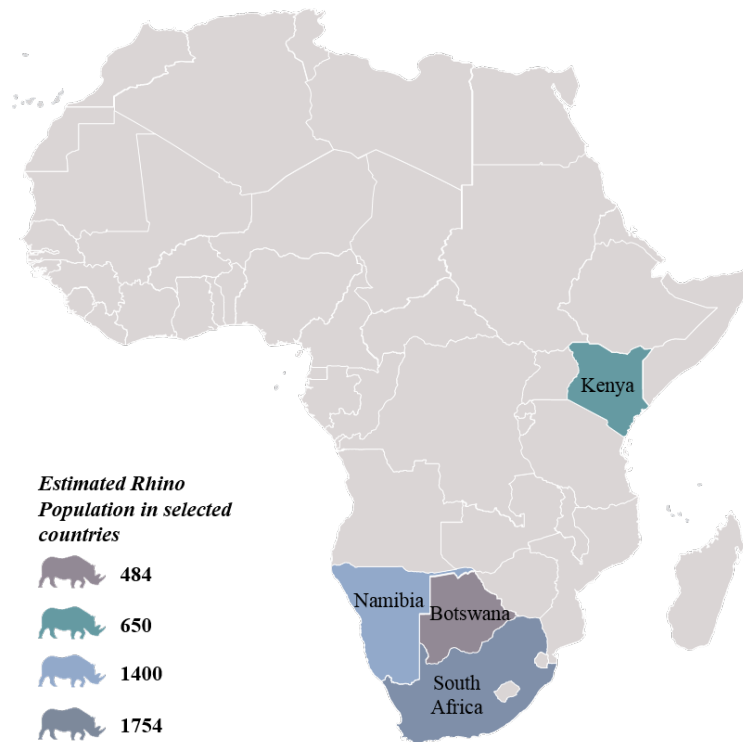 Kenya
Estimated Rhino
Population in selected
countries
484
650
1400
1754
Namibia
Botswana
South
Africa